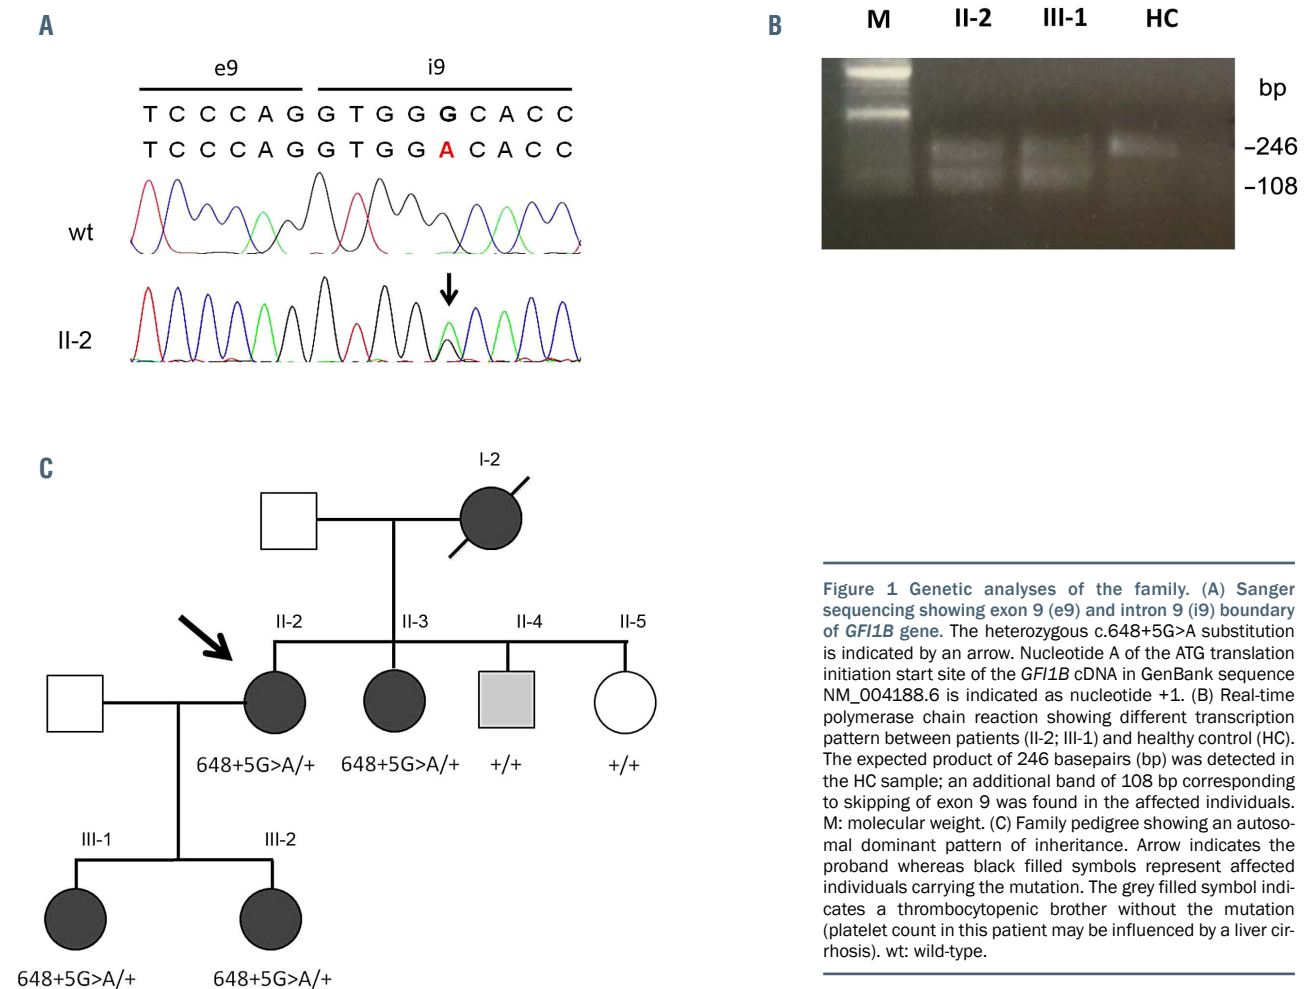 A
e9 i9
T C C C A G G T G G G C A C C
T C C C A G G T G G A C A C C
wt
II-2
B
M II-2 III-1 HC
bp
–246
–108
C
I-2
II-2 II-3 II-4 II-5
648+5G>A/+ 648+5G>A/+ +/+ +/+
III-1 III-2
648+5G>A/+ 648+5G>A/+
Figure 1 Genetic analyses of the family. (A) Sanger
sequencing showing exon 9 (e9) and intron 9 (i9) boundary
of GFI1B gene. The heterozygous c.648+5G>A substitution
is indicated by an arrow. Nucleotide A of the ATG translation
initiation start site of the GFI1B cDNA in GenBank sequence
NM_004188.6 is indicated as nucleotide +1. (B) Real-time
polymerase chain reaction showing different transcription
pattern between patients (II-2; III-1) and healthy control (HC).
The expected product of 246 basepairs (bp) was detected in
the HC sample; an additional band of 108 bp corresponding
to skipping of exon 9 was found in the affected individuals.
M: molecular weight. (C) Family pedigree showing an autoso-
mal dominant pattern of inheritance. Arrow indicates the
proband whereas black filled symbols represent affected
individuals carrying the mutation. The grey filled symbol indi-
cates a thrombocytopenic brother without the mutation
(platelet count in this patient may be influenced by a liver cir-
rhosis). wt: wild-type.